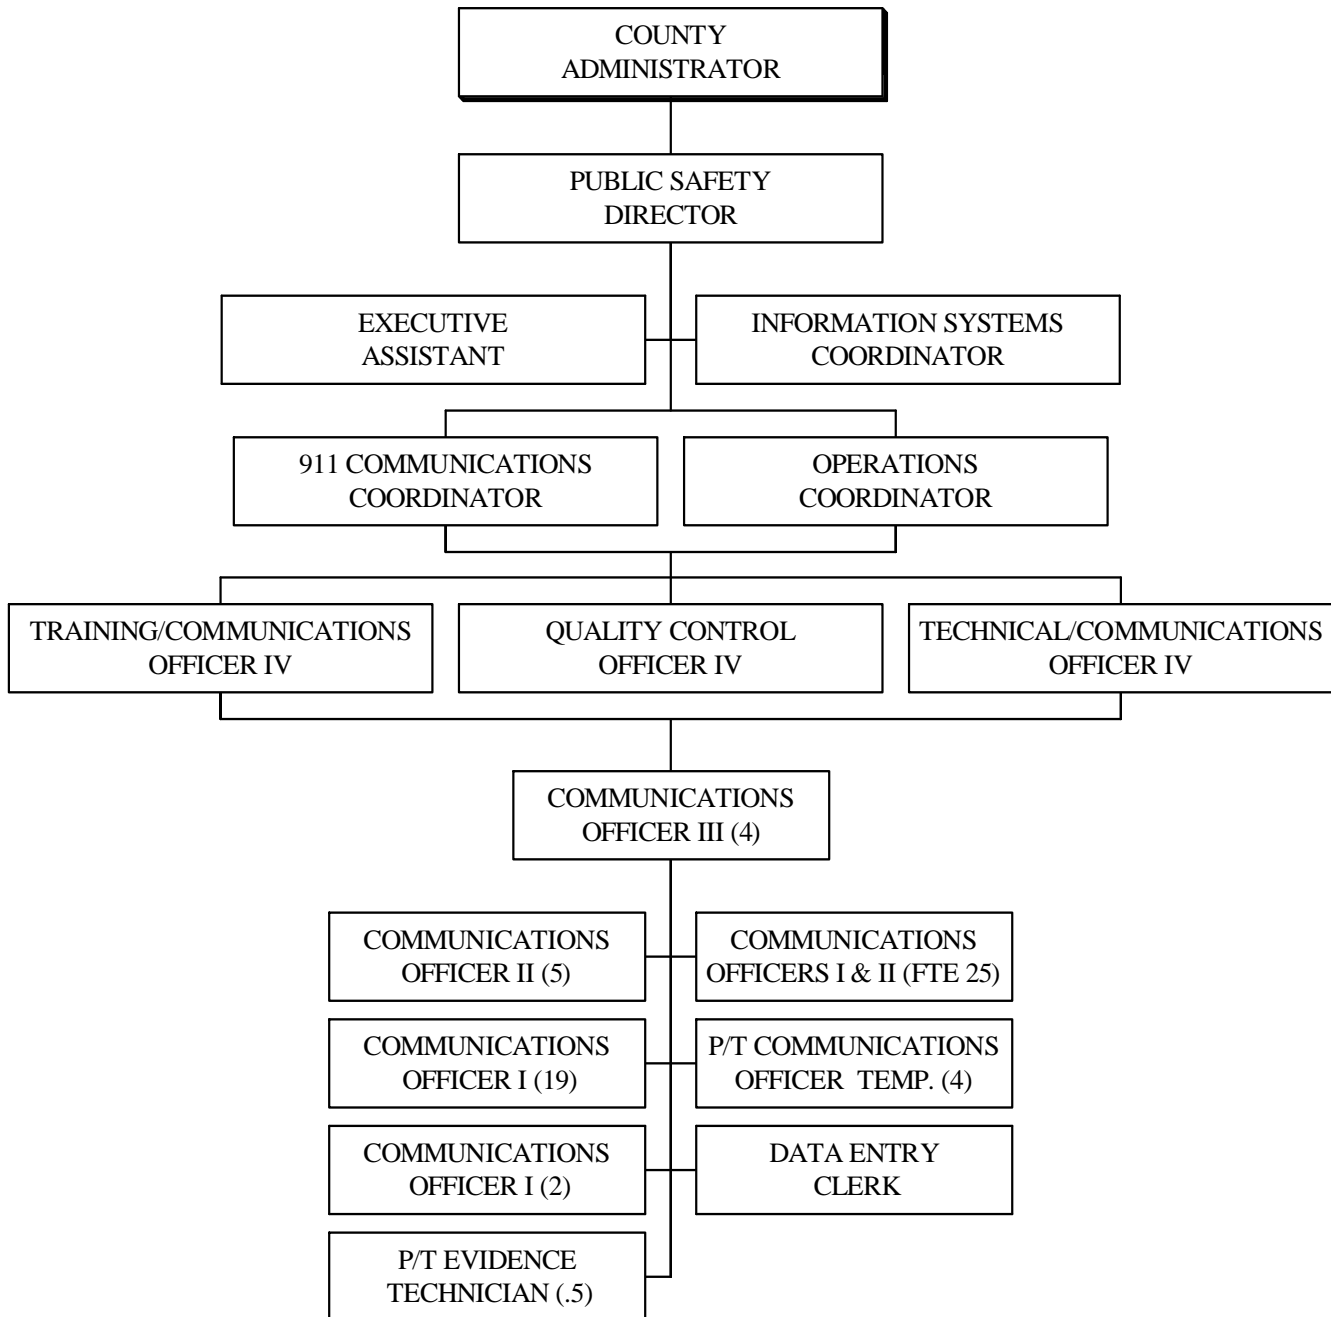 COUNTY
ADMINISTRATOR
PUBLIC SAFETY
DIRECTOR
EXECUTIVE
ASSISTANT
INFORMATION SYSTEMS
COORDINATOR
911 COMMUNICATIONS
COORDINATOR
OPERATIONS
COORDINATOR
TRAINING/COMMUNICATIONS
OFFICER IV
QUALITY CONTROL
OFFICER IV
TECHNICAL/COMMUNICATIONS
OFFICER IV
COMMUNICATIONS
OFFICER III (4)
COMMUNICATIONS
OFFICER II (5)
COMMUNICATIONS
OFFICERS I & II (FTE 25)
COMMUNICATIONS
OFFICER I (19)
P/T COMMUNICATIONS
OFFICER TEMP. (4)
COMMUNICATIONS
OFFICER I (2)
DATA ENTRY
CLERK
P/T EVIDENCE
TECHNICIAN (.5)